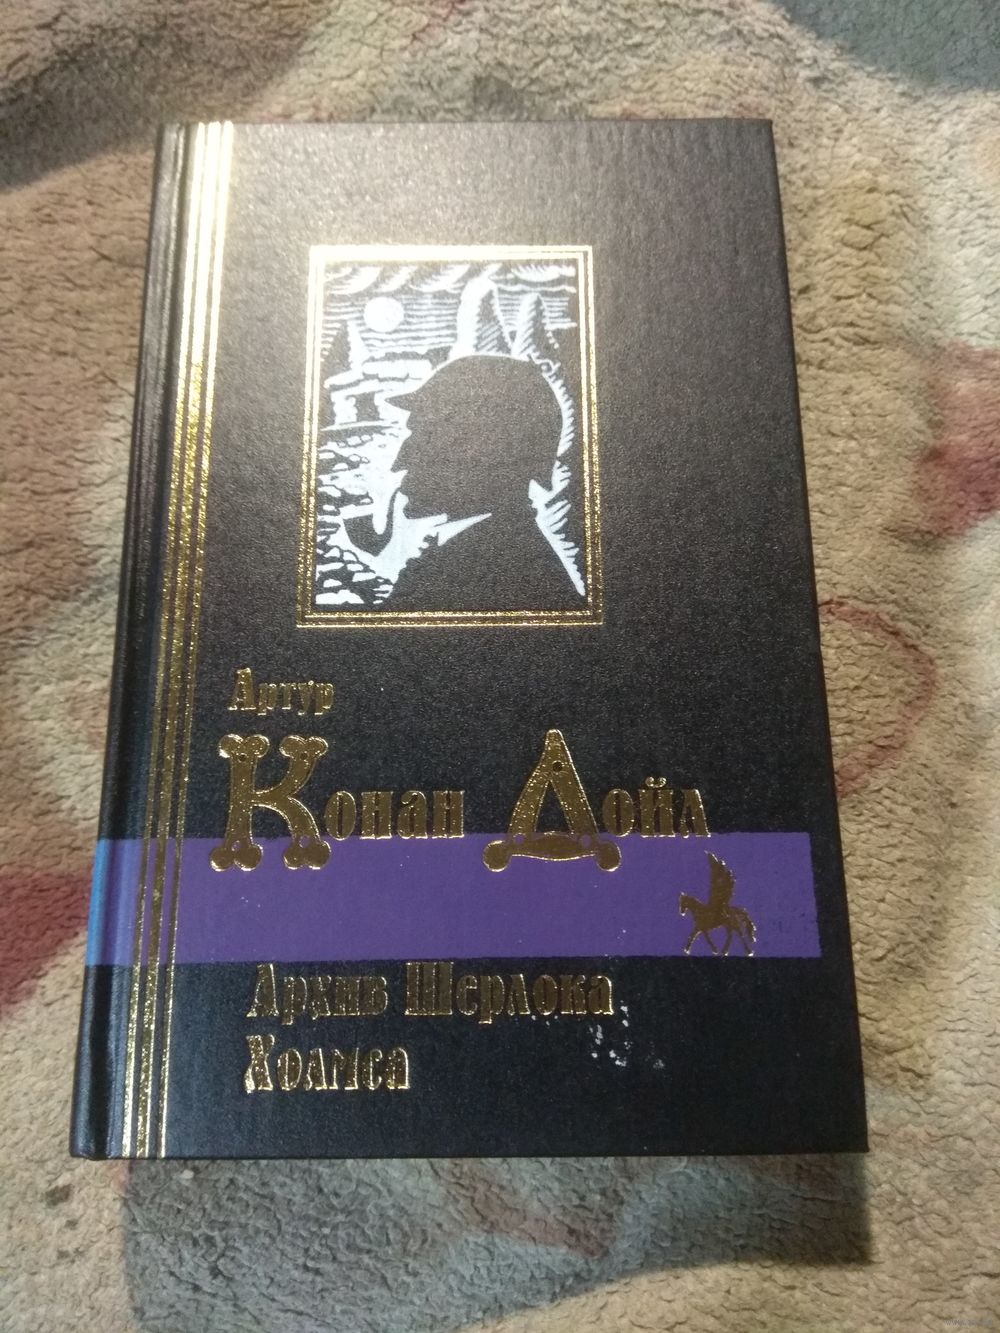 Артур
Конан Дойл
Архив Шерлока
Холмса